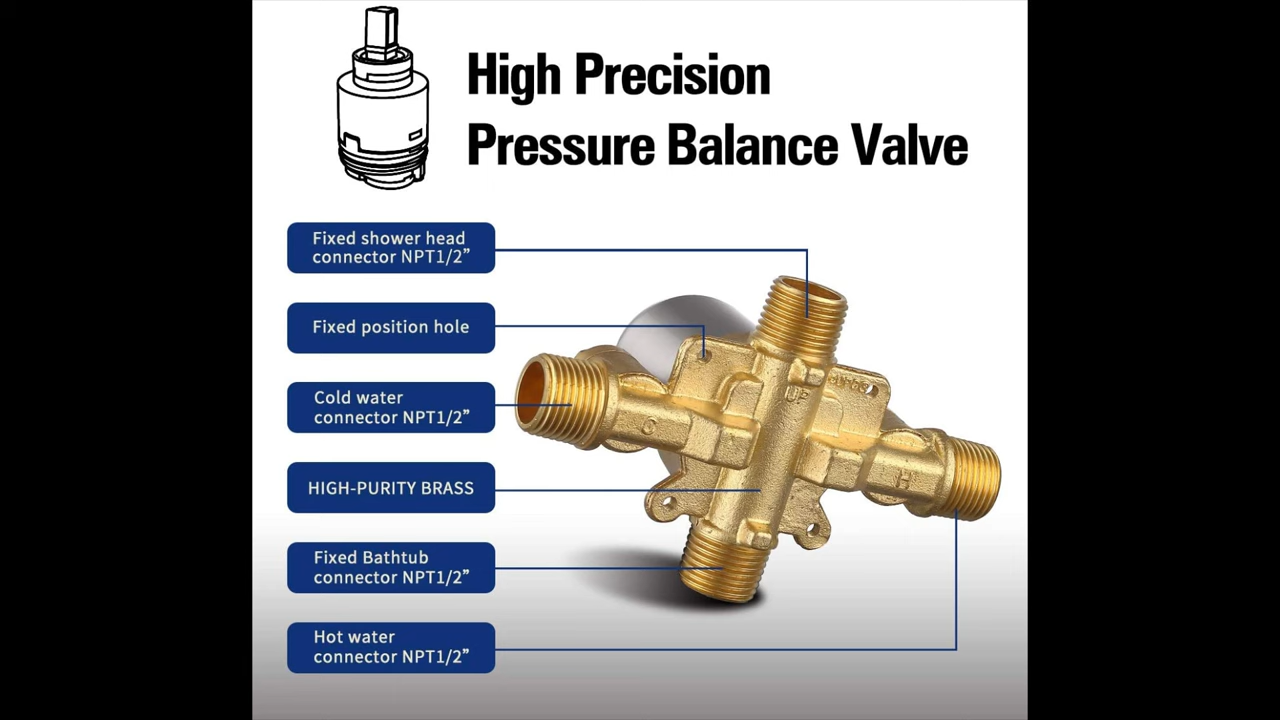 High Precision
Pressure Balance Valve
Fixed shower head
connector NPT1/2”
Fixed position hole
Cold water
connector NPT1/2”
HIGH-PURITY BRASS
Fixed Bathtub
connector NPT1/2”
Hot water
connector NPT1/2”
UP
C
H